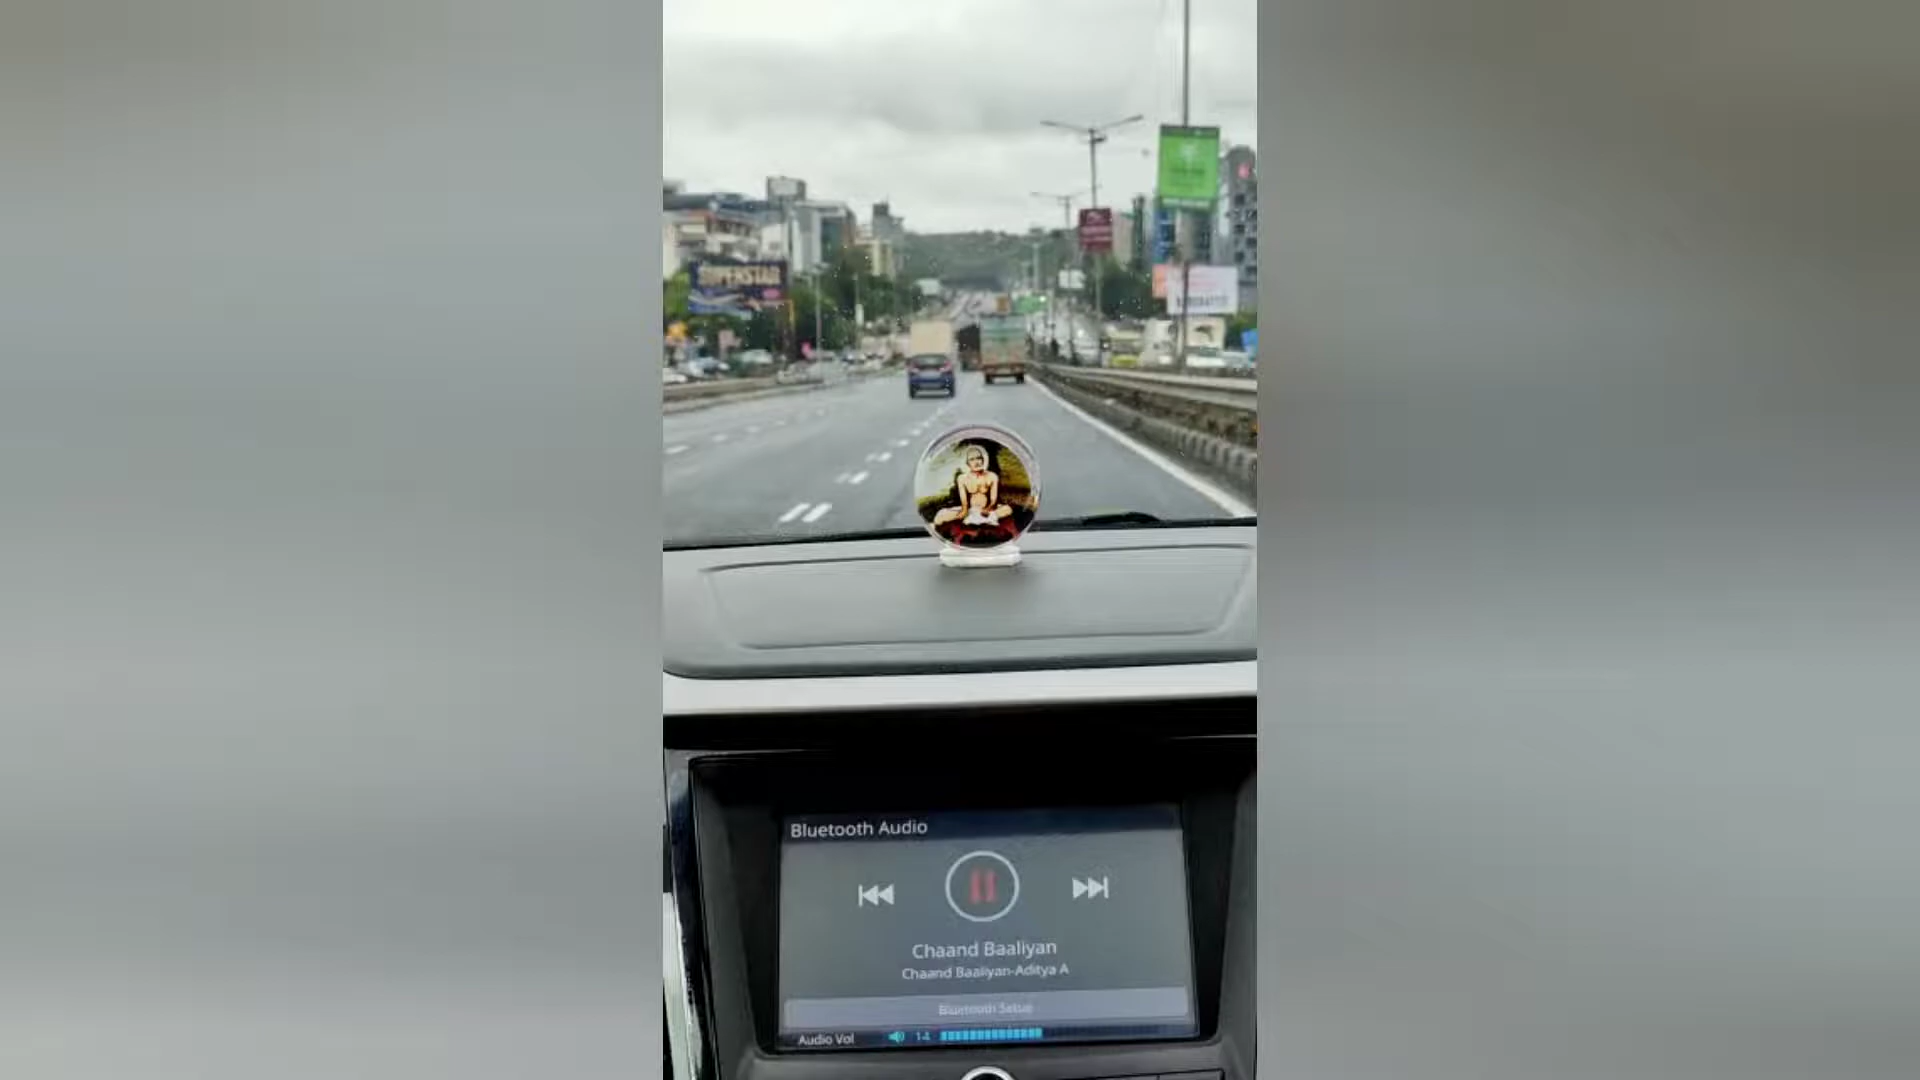 SUPERSTAR
Bluetooth Audio
Chaand Baaliyan
Chaand Baaliyan-Aditya A
Bluetooth Setup
Audio Vol 14